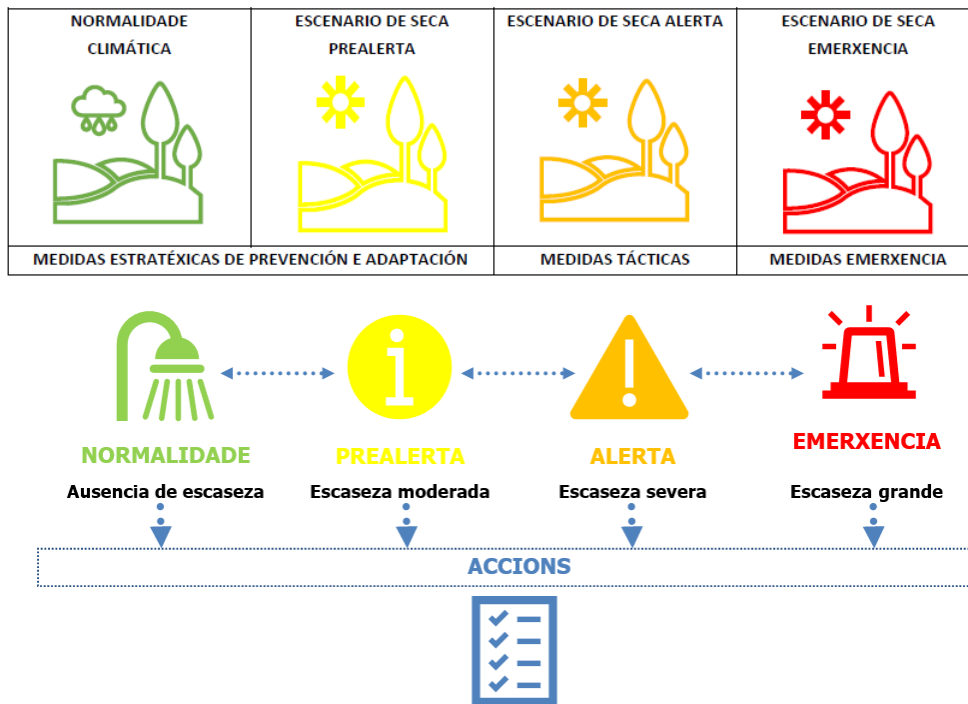 NORMALIDADE
CLIMÁTICA
ESCENARIO DE SECA
PREALERTA
ESCENARIO DE SECA ALERTA
ESCENARIO DE SECA
EMERXENCIA
MEDIDAS ESTRATÉXICAS DE PREVENCIÓN E ADAPTACIÓN
MEDIDAS TÁCTICAS
MEDIDAS EMERXENCIA
NORMALIDADE
PREALERTA
ALERTA
EMERXENCIA
Ausencia de escaseza
Escaseza moderada
Escaseza severa
Escaseza grande
ACCIONS